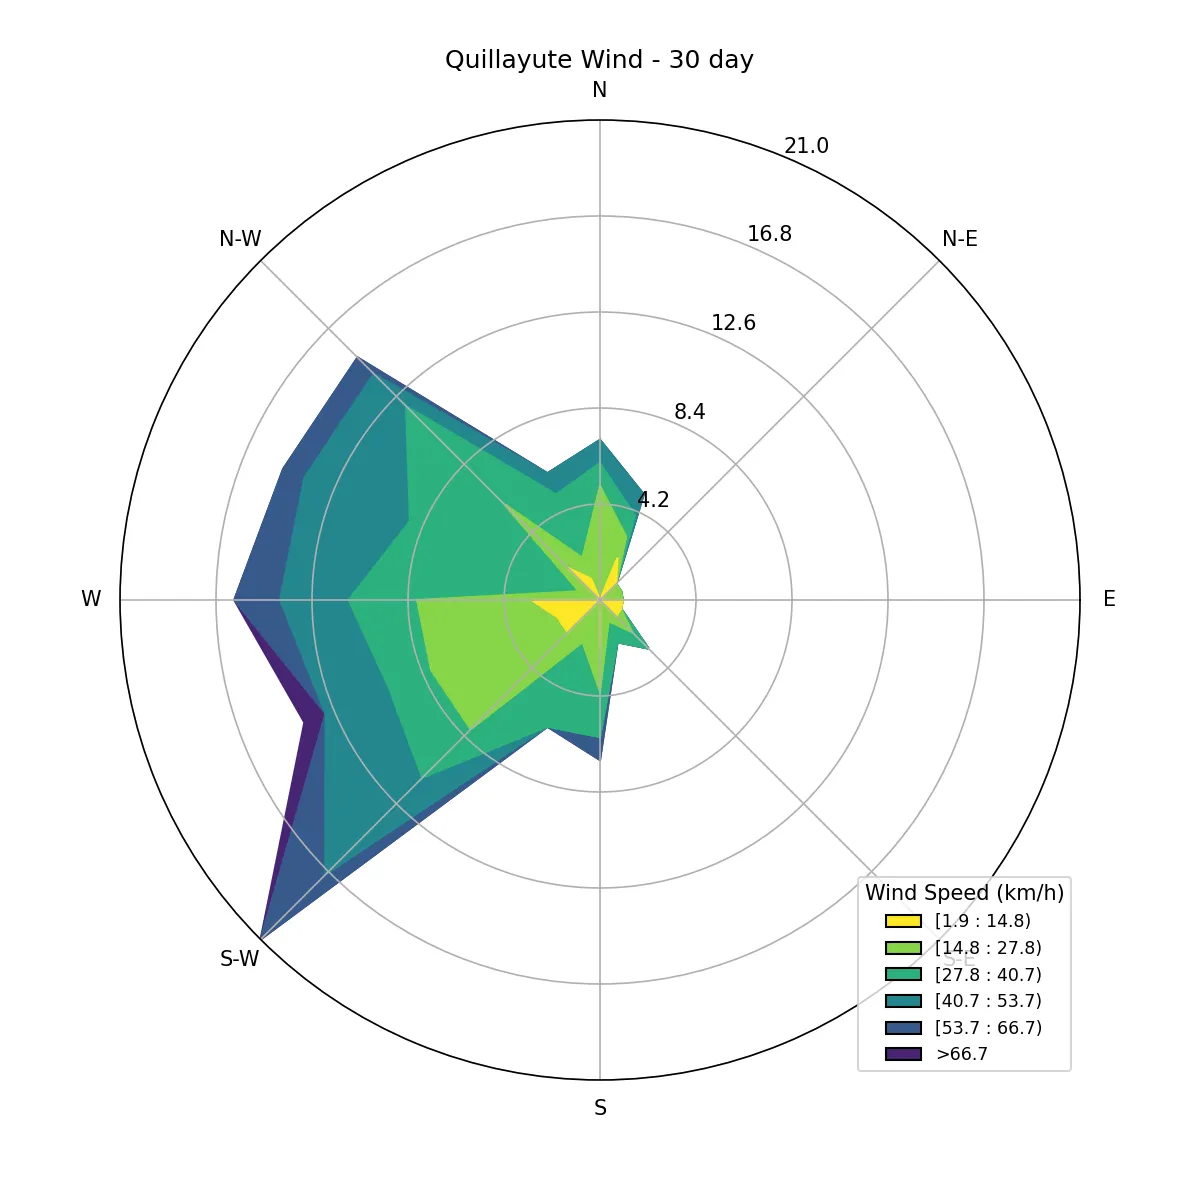 Quillayute Wind - 30 day
N
21.0
16.8
N-W
N-E
12.6
8.4
4.2
W
E
S-W
S-E
S
Wind Speed (km/h)
[1.9 : 14.8)
[14.8 : 27.8)
[27.8 : 40.7)
[40.7 : 53.7)
[53.7 : 66.7)
>66.7